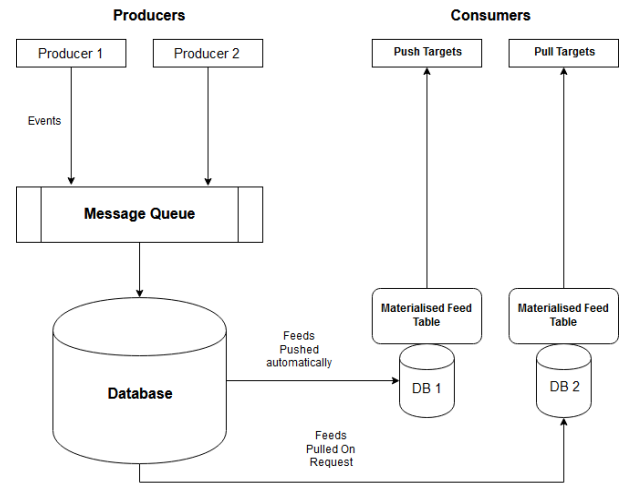 Producers
Consumers
Producer 1
Producer 2
Push Targets
Pull Targets
Events
Message Queue
Materialised Feed
Table
Materialised Feed
Table
Feeds
Pushed
automatically
Database
DB 1
DB 2
Feeds
Pulled On
Request